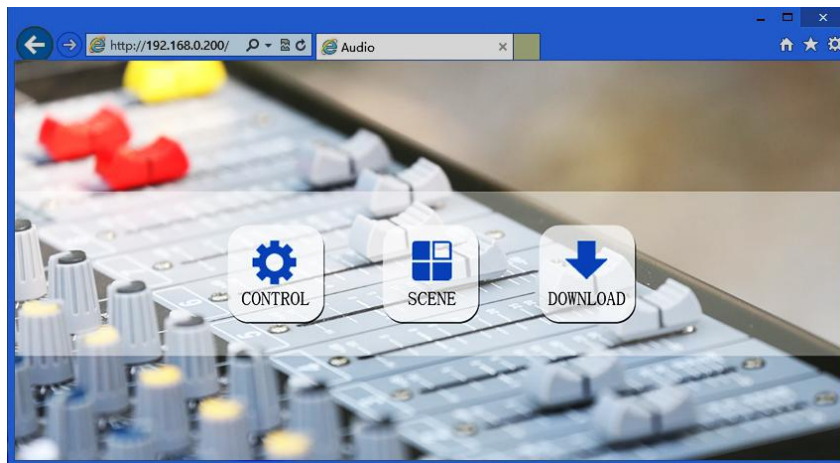 http://192.168.0.200/
Audio
CONTROL
SCENE
DOWNLOAD